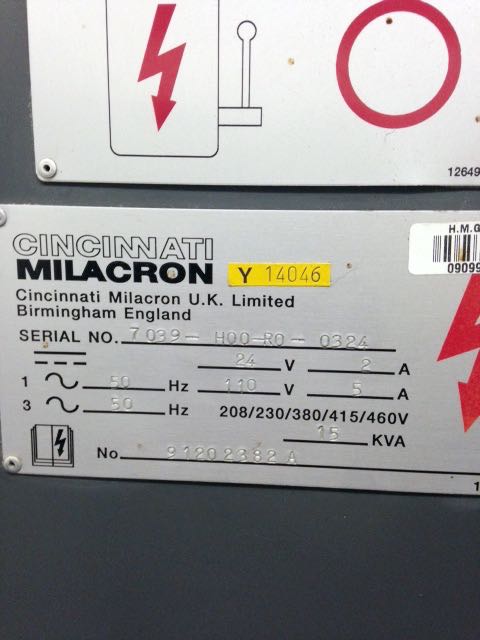 12649
CINCINNATI
MILACRON
Y 14046
H.M.G
09099
Cincinnati Milacron U.K. Limited
Birmingham England
SERIAL NO. 7039-H00-R0-0324
24 V 2 A
1 50 Hz 110 V 5 A
3 50 Hz 208/230/380/415/460V
15 KVA
No 91202382 A
1